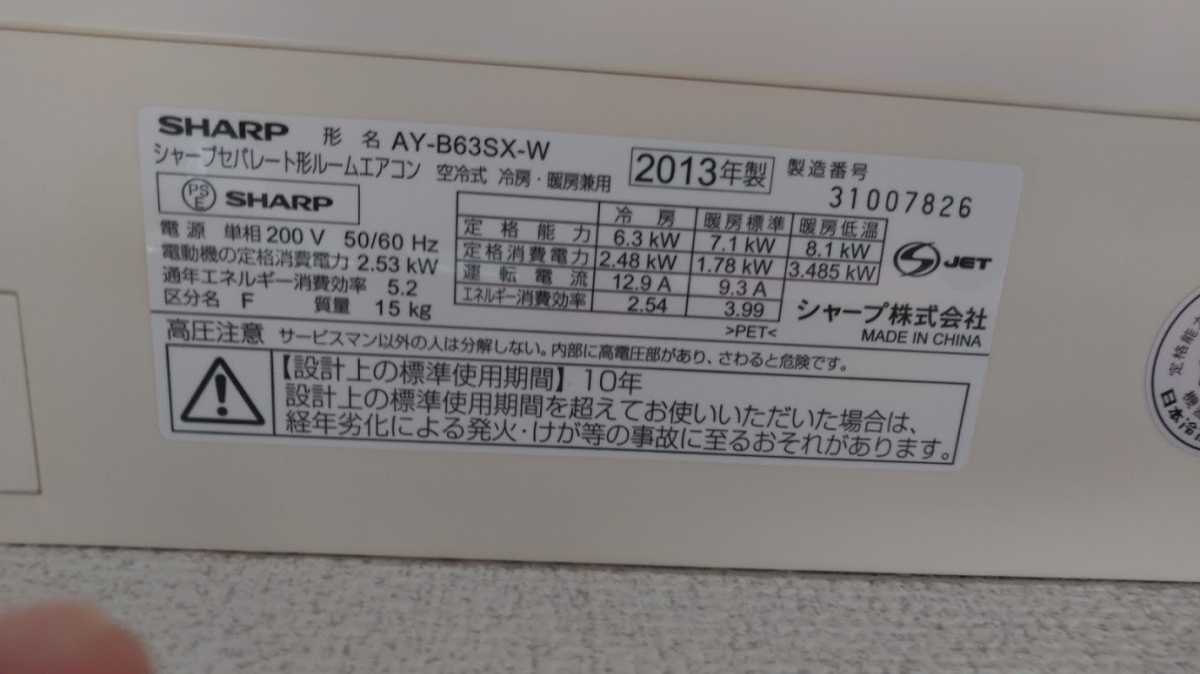 SHARP 形名 AY-B63SX-W
シャープセパレート形ルームエアコン 空冷式 冷房・暖房兼用
2013年製 製造番号
31007826
PSE SHARP
電源 単相200V 50/60 Hz
電動機の定格消費電力 2.53 kW
通年エネルギー消費効率 5.2
区分名 F 質量 15 kg
冷房 暖房標準 暖房低温
定格能力 6.3 kW 7.1 kW 8.1 kW
定格消費電力 2.48 kW 1.78 kW 3.485 kW
運転電流 12.9 A 9.3 A
エネルギー消費効率 2.54 3.99
>PET<
JET
シャープ株式会社
MADE IN CHINA
高圧注意 サービスマン以外の人は分解しない。内部に高電圧部があり、さわると危険です。
【設計上の標準使用期間】10年
設計上の標準使用期間を超えてお使いいただいた場合は、
経年劣化による発火・けが等の事故に至るおそれがあります。
定格能
機
日本冷